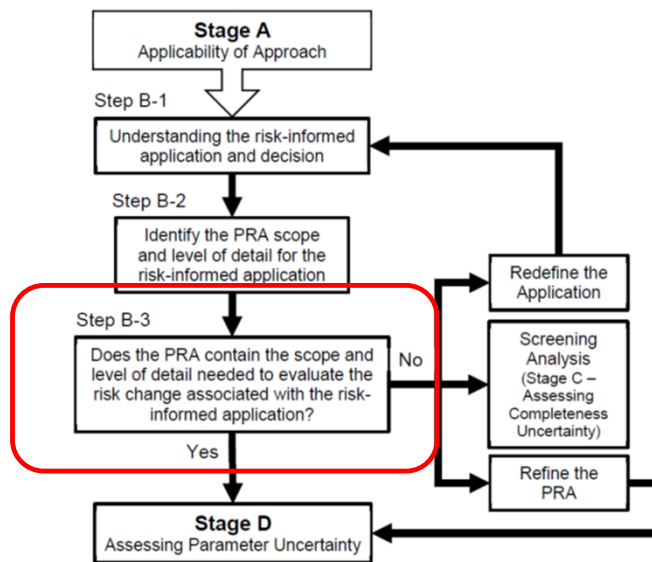 Stage A
Applicability of Approach
Step B-1
Understanding the risk-informed
application and decision
Step B-2
Identify the PRA scope
and level of detail for the
risk-informed application
Redefine the
Application
Step B-3
Does the PRA contain the scope and
level of detail needed to evaluate the
risk change associated with the risk-
informed application?
No
Screening
Analysis
(Stage C –
Assessing
Completeness
Uncertainty)
Yes
Refine the
PRA
Stage D
Assessing Parameter Uncertainty